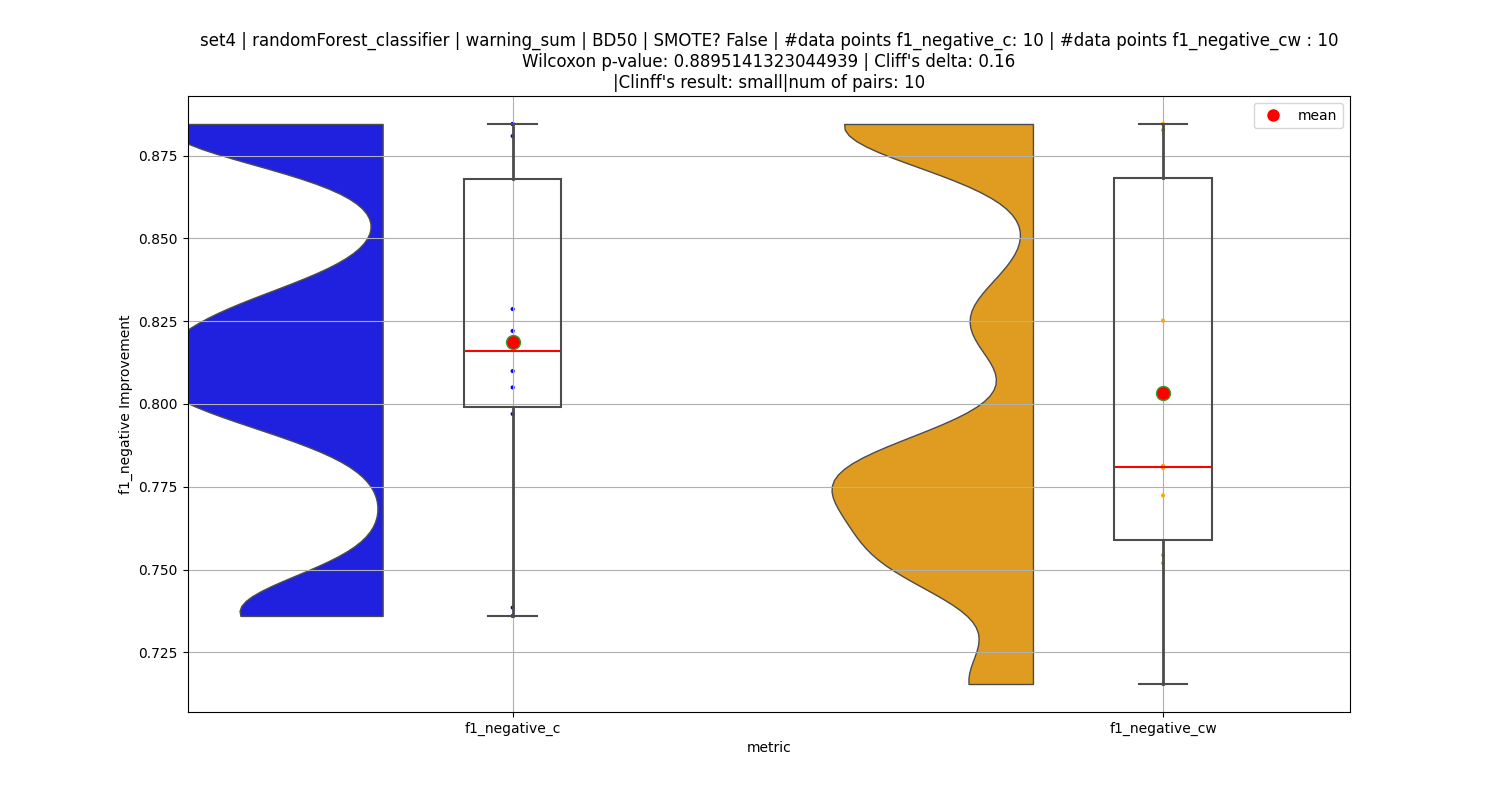 set4 | randomForest_classifier | warning_sum | BD50 | SMOTE? False | #data points f1_negative_c: 10 | #data points f1_negative_cw : 10
Wilcoxon p-value: 0.8895141323044939 | Cliff's delta: 0.16
|Clinff's result: small|num of pairs: 10
mean
0.875
0.850
0.825
0.800
0.775
0.750
0.725
f1_negative Improvement
f1_negative_c
f1_negative_cw
metric